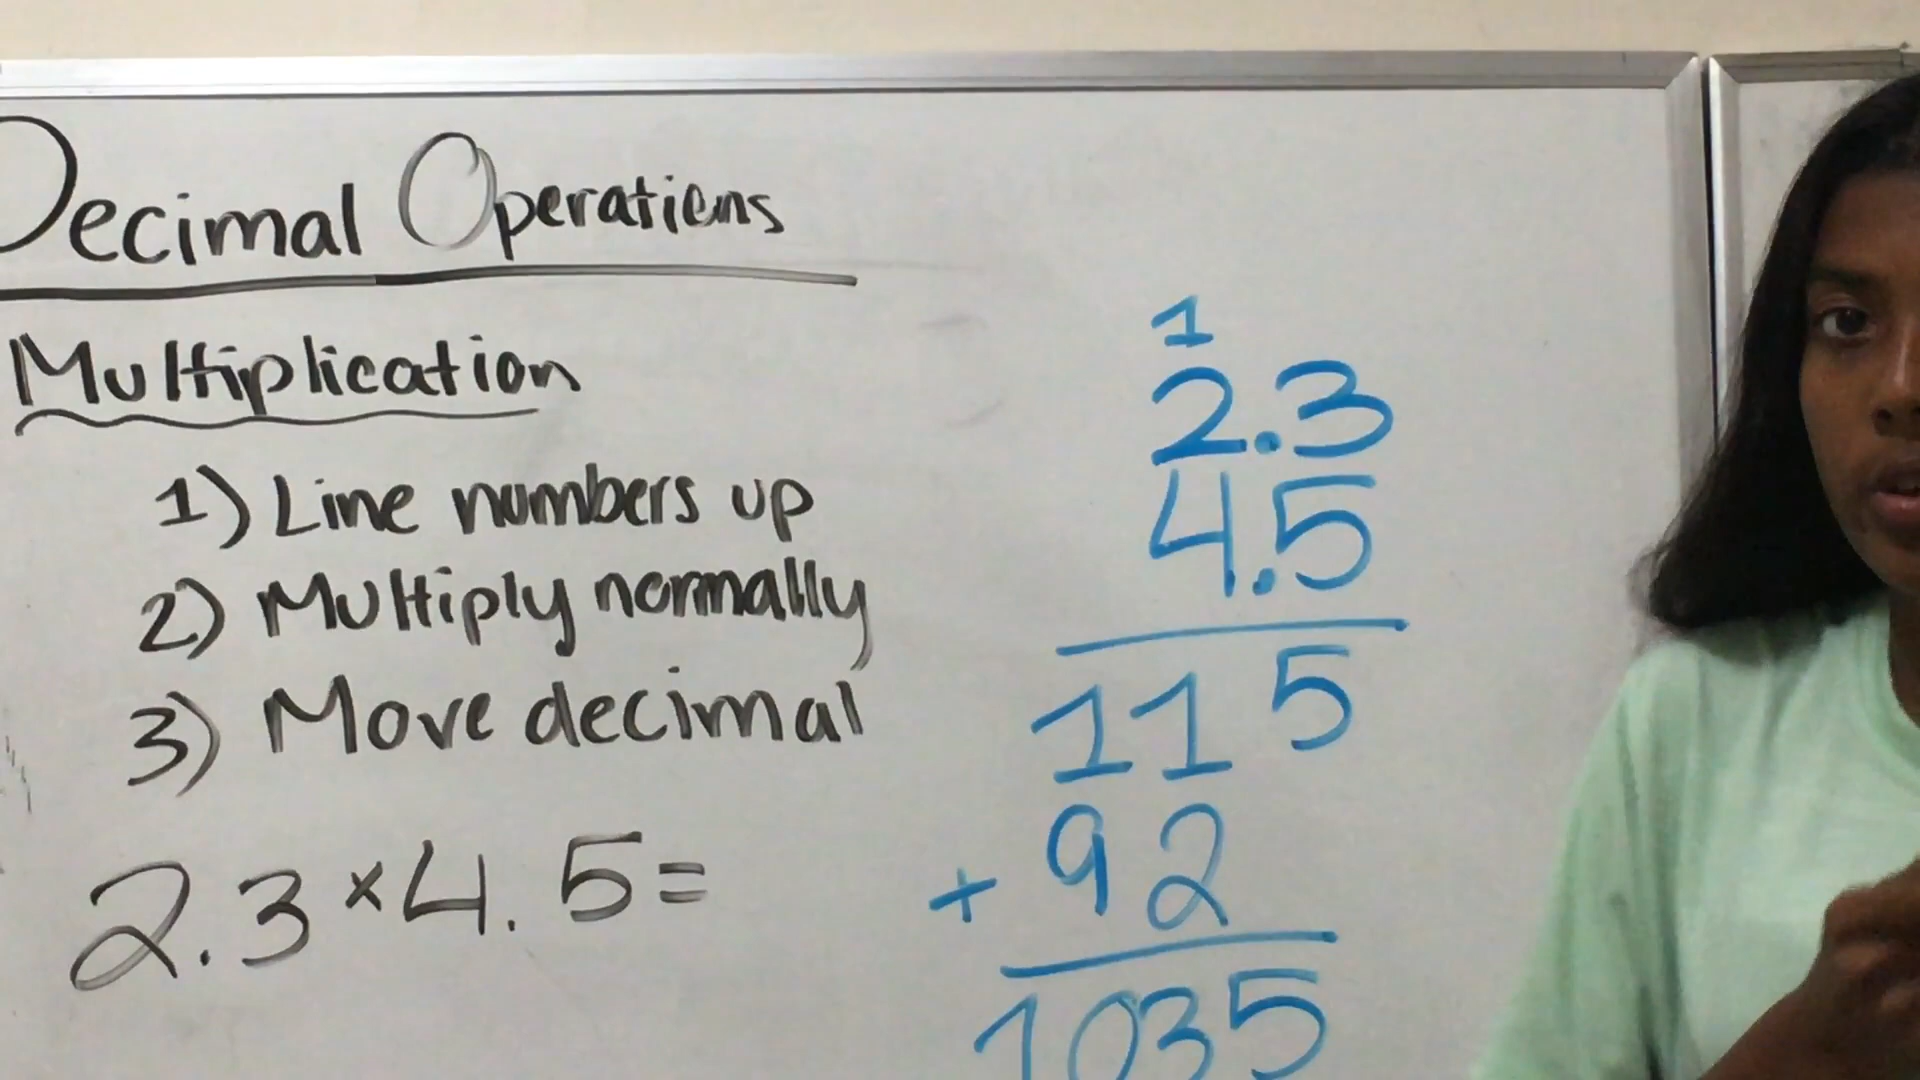 Decimal Operations
Multiplication
1) Line numbers up
2) Multiply normally
3) Move decimal
2.3 × 4.5 =
1
2.3
4.5
115
+ 92
1035